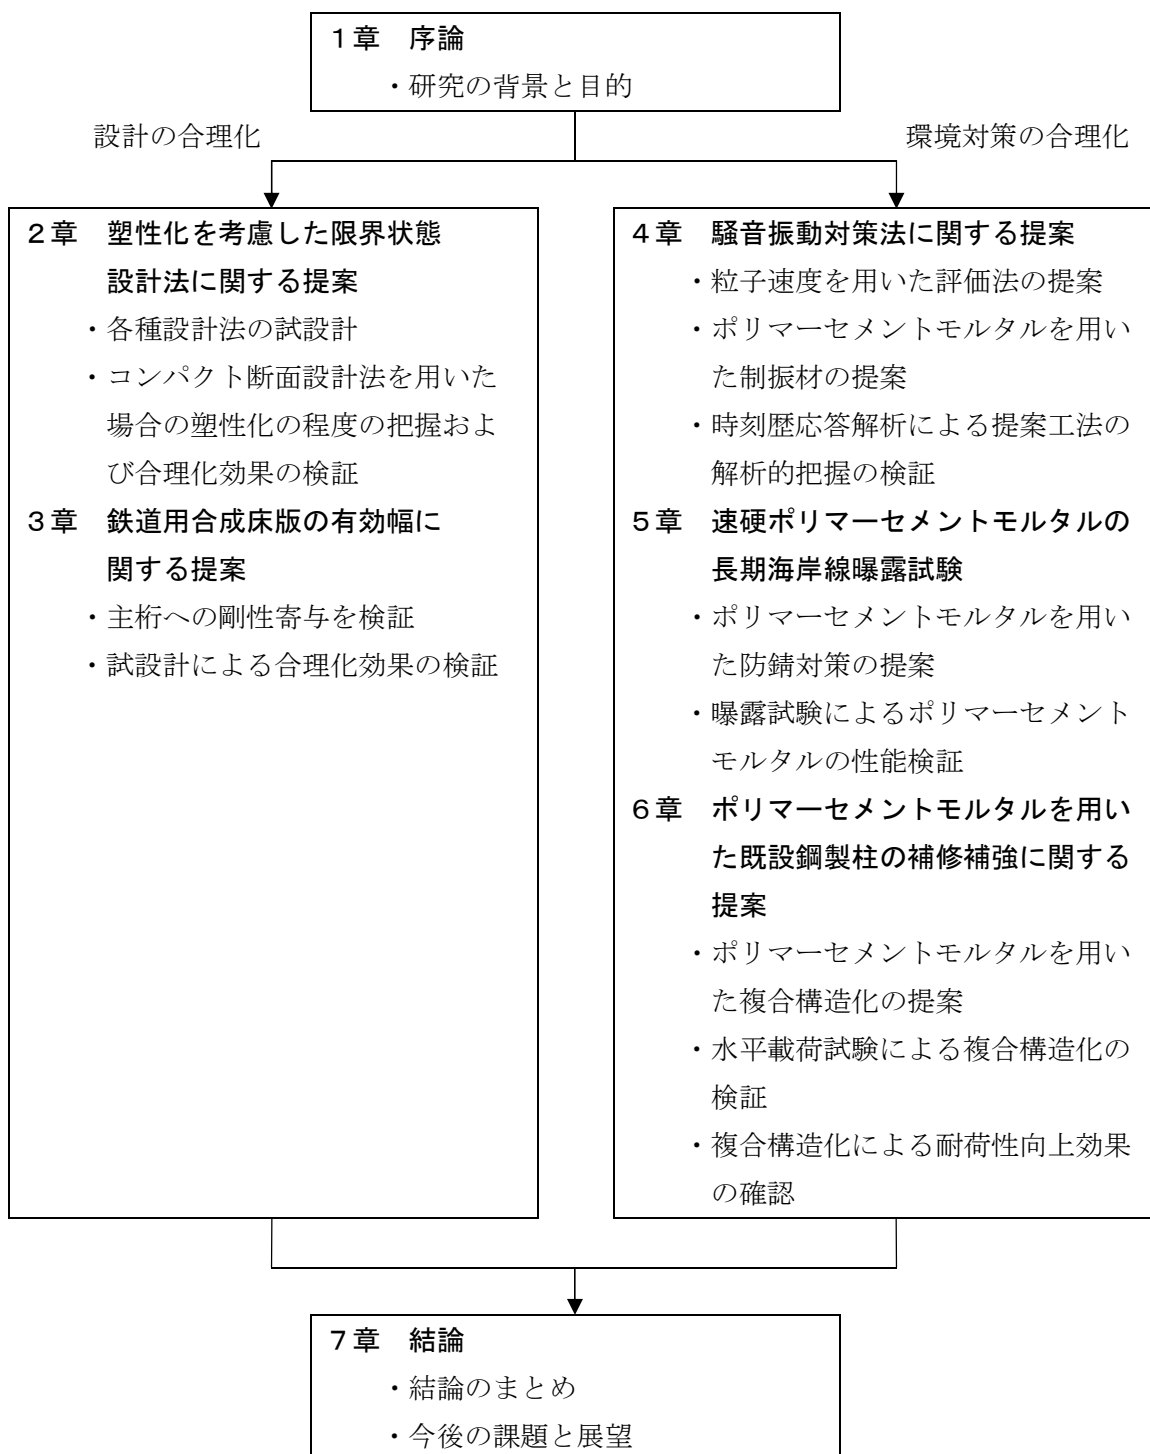 1章　序論
・研究の背景と目的
設計の合理化
環境対策の合理化
2章　塑性化を考慮した限界状態
設計法に関する提案
・各種設計法の試設計
・コンパクト断面設計法を用いた
場合の塑性化の程度の把握およ
び合理化効果の検証
3章　鉄道用合成床版の有効幅に
関する提案
・主桁への剛性寄与を検証
・試設計による合理化効果の検証
4章　騒音振動対策法に関する提案
・粒子速度を用いた評価法の提案
・ポリマーセメントモルタルを用い
た制振材の提案
・時刻歴応答解析による提案工法の
解析的把握の検証
5章　速硬ポリマーセメントモルタルの
長期海岸線曝露試験
・ポリマーセメントモルタルを用い
た防錆対策の提案
・曝露試験によるポリマーセメント
モルタルの性能検証
6章　ポリマーセメントモルタルを用い
た既設鋼製柱の補修補強に関する
提案
・ポリマーセメントモルタルを用い
た複合構造化の提案
・水平載荷試験による複合構造化の
検証
・複合構造化による耐荷性向上効果
の確認
7章　結論
・結論のまとめ
・今後の課題と展望